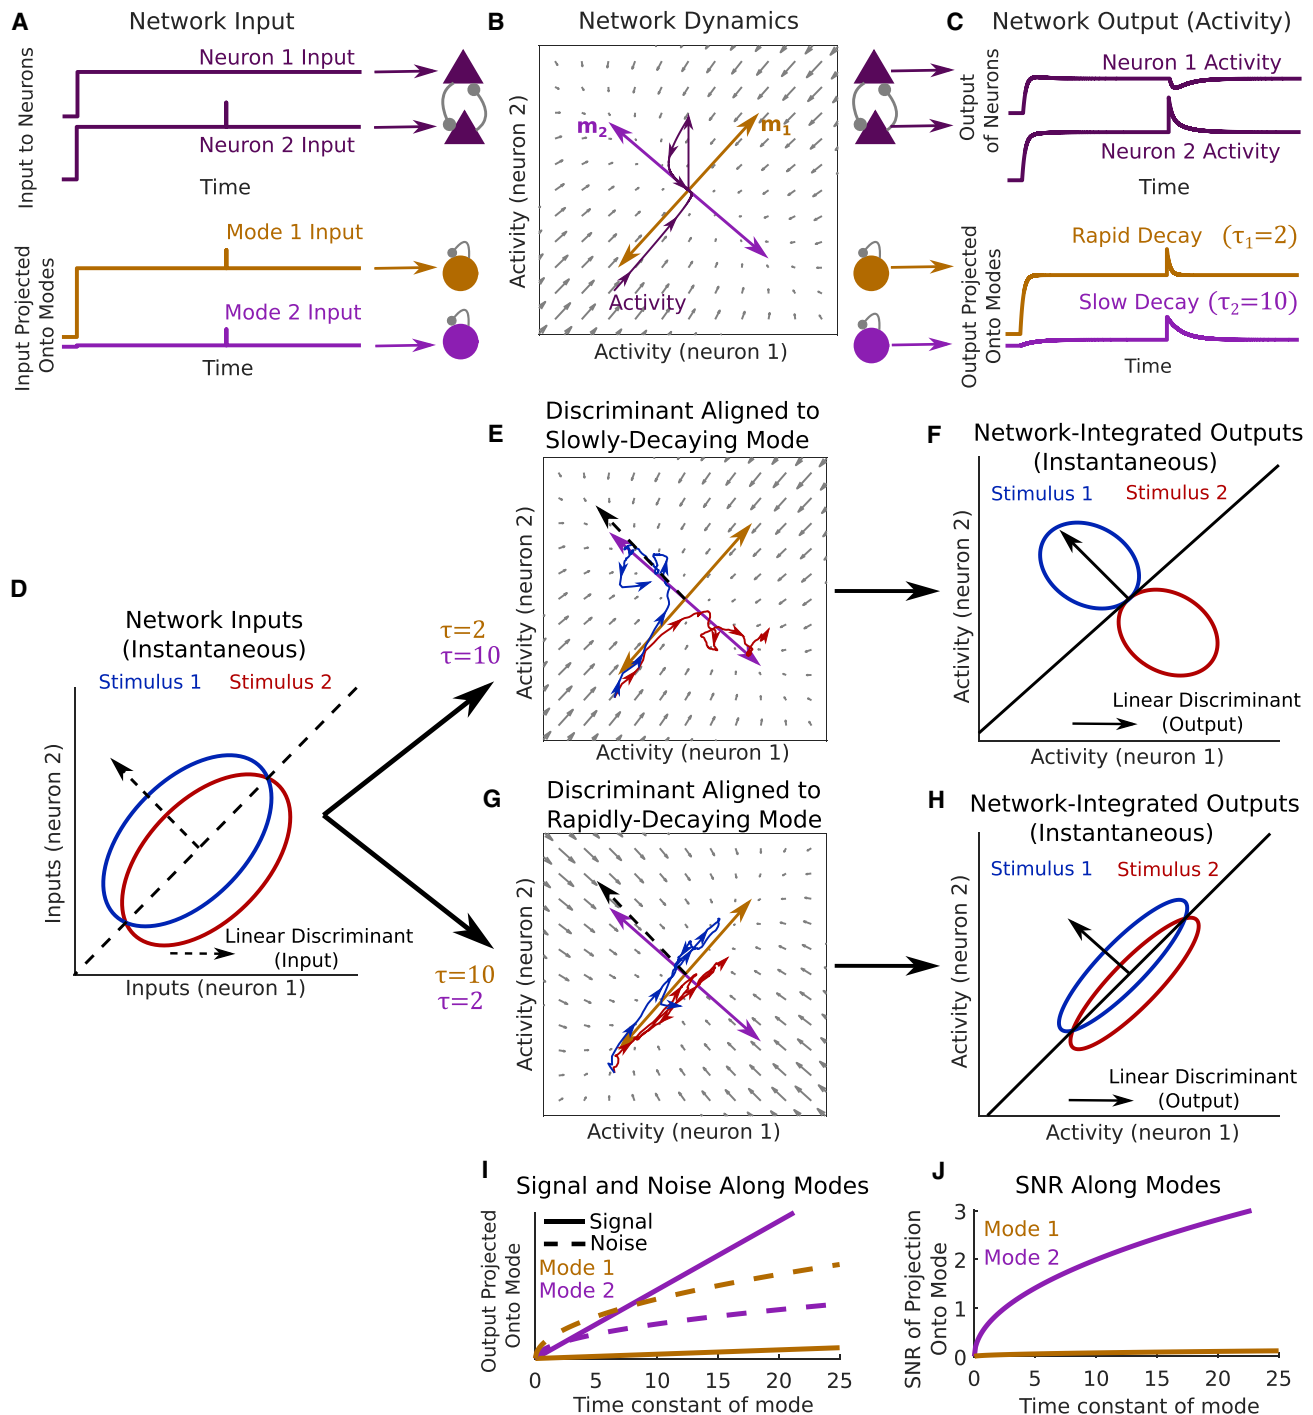 A
Network Input
Input to Neurons
Neuron 1 Input
Neuron 2 Input
Time
Input Projected
Onto Modes
Mode 1 Input
Mode 2 Input
Time
B
Network Dynamics
Activity (neuron 2)
m1
m2
Activity
Activity (neuron 1)
C
Network Output (Activity)
Output
of Neurons
Neuron 1 Activity
Neuron 2 Activity
Time
Output Projected
Onto Modes
Rapid Decay (τ1=2)
Slow Decay (τ2=10)
Time
D
Network Inputs
(Instantaneous)
Stimulus 1
Stimulus 2
Inputs (neuron 2)
Linear Discriminant
(Input)
Inputs (neuron 1)
τ=2
τ=10
τ=10
τ=2
E
Discriminant Aligned to
Slowly-Decaying Mode
Activity (neuron 2)
Activity (neuron 1)
F
Network-Integrated Outputs
(Instantaneous)
Stimulus 1
Stimulus 2
Activity (neuron 2)
Linear Discriminant
(Output)
Activity (neuron 1)
G
Discriminant Aligned to
Rapidly-Decaying Mode
Activity (neuron 2)
Activity (neuron 1)
H
Network-Integrated Outputs
(Instantaneous)
Stimulus 1
Stimulus 2
Activity (neuron 2)
Linear Discriminant
(Output)
Activity (neuron 1)
I
Signal and Noise Along Modes
Output Projected
Onto Mode
Signal
Noise
Mode 1
Mode 2
0 5 10 15 20 25
Time constant of mode
J
SNR Along Modes
SNR of Projection
Onto Mode
3
2
1
0
Mode 1
Mode 2
0 5 10 15 20 25
Time constant of mode